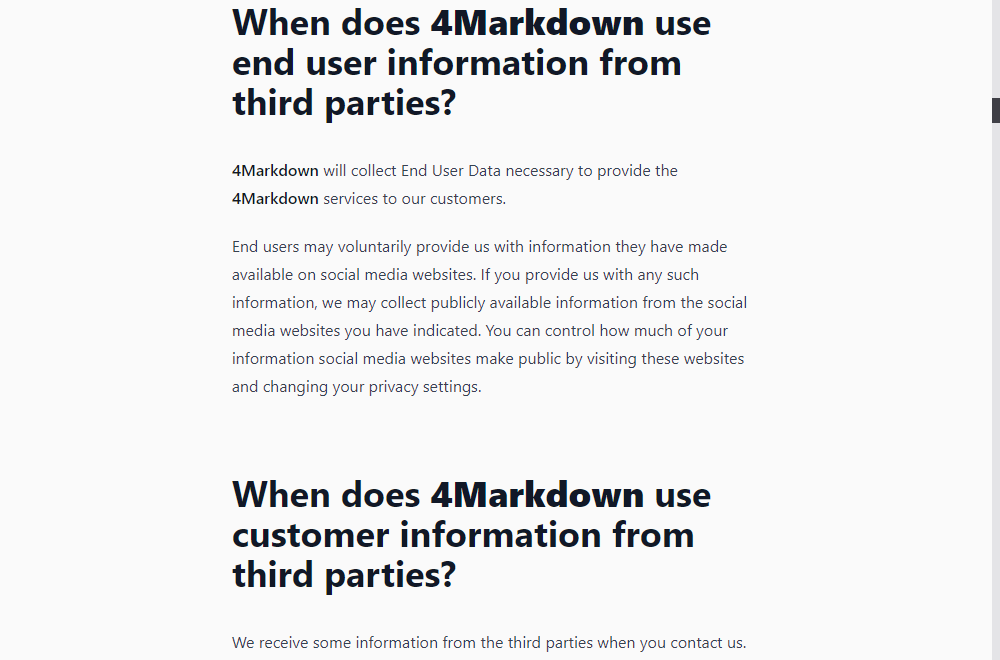 When does 4Markdown use
end user information from
third parties?
4Markdown will collect End User Data necessary to provide the
4Markdown services to our customers.
End users may voluntarily provide us with information they have made
available on social media websites. If you provide us with any such
information, we may collect publicly available information from the social
media websites you have indicated. You can control how much of your
information social media websites make public by visiting these websites
and changing your privacy settings.
When does 4Markdown use
customer information from
third parties?
We receive some information from the third parties when you contact us.